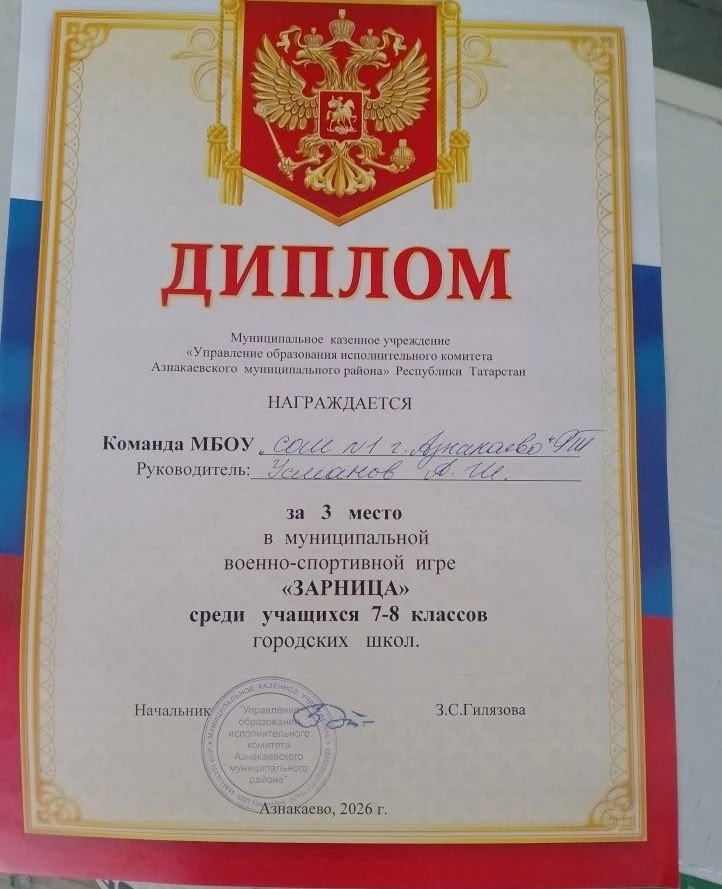 ДИПЛОМ
Муниципальное казенное учреждение
«Управление образования исполнительного комитета
Азнакаевского муниципального района» Республики Татарстан
НАГРАЖДАЕТСЯ
Команда МБОУ „СОШ №1 г. Азнакаево" РТ
Руководитель: Усманов А. Ш.
за 3 место
в муниципальной
военно-спортивной игре
«ЗАРНИЦА»
среди учащихся 7-8 классов
городских школ.
Начальник З.С.Гилязова
"Управление
образования
исполнительного
комитета
Азнакаевского
муниципального
района"
Азнакаево, 2026 г.